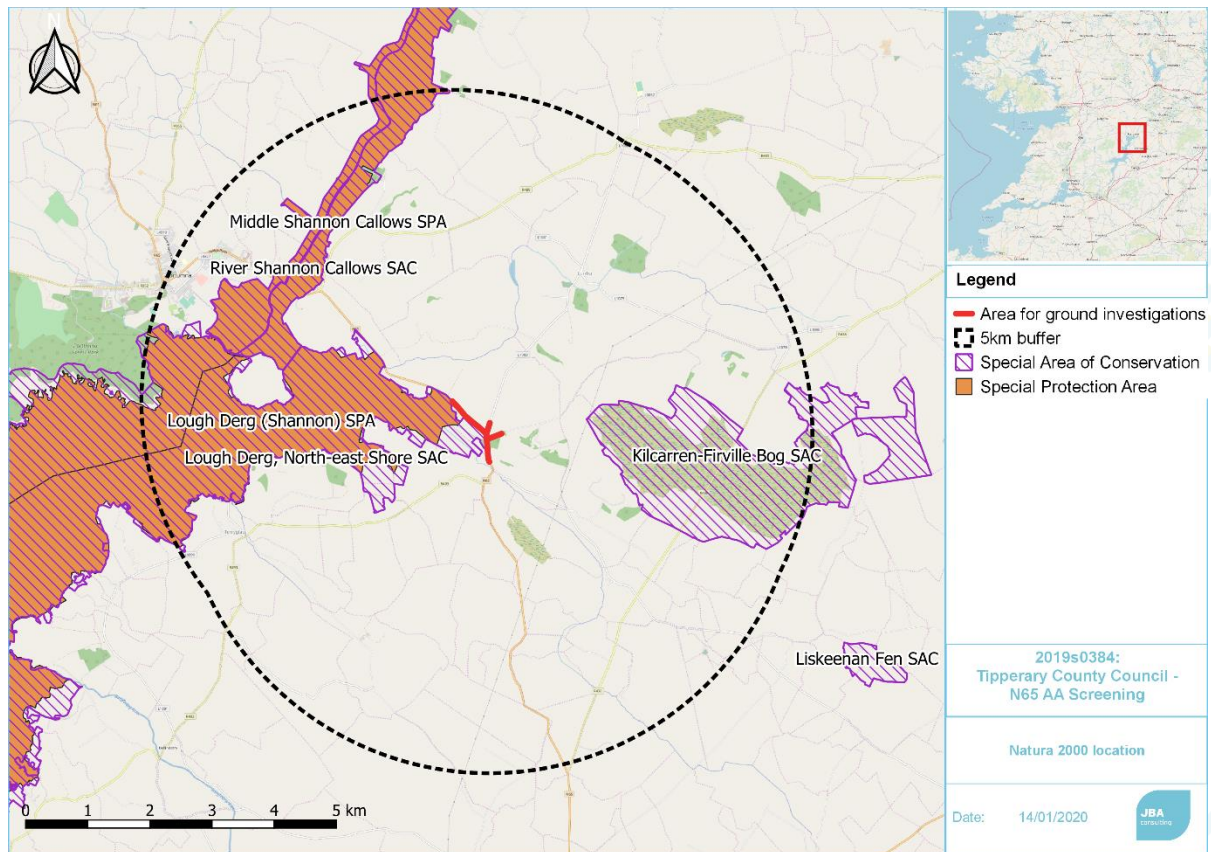 N
Middle Shannon Callows SPA
River Shannon Callows SAC
Lough Derg (Shannon) SPA
Lough Derg, North-east Shore SAC
Kilcarren-Firville Bog SAC
Liskeenan Fen SAC
0 1 2 3 4 5 km
Legend
Area for ground investigations
5km buffer
Special Area of Conservation
Special Protection Area
2019s0384:
Tipperary County Council -
N65 AA Screening
Natura 2000 location
Date: 14/01/2020
JBA
consulting